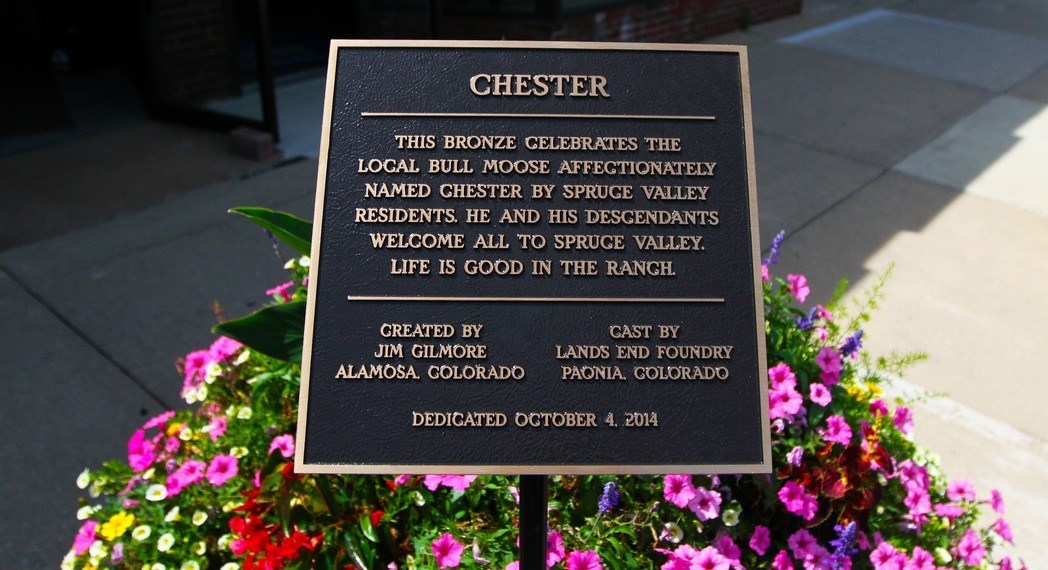 CHESTER
THIS BRONZE CELEBRATES THE
LOCAL BULL MOOSE AFFECTIONATELY
NAMED CHESTER BY SPRUCE VALLEY
RESIDENTS. HE AND HIS DESCENDANTS
WELCOME ALL TO SPRUCE VALLEY.
LIFE IS GOOD IN THE RANCH.
CREATED BY
JIM GILMORE
ALAMOSA, COLORADO
CAST BY
LANDS END FOUNDRY
PAONIA, COLORADO
DEDICATED OCTOBER 4, 2014